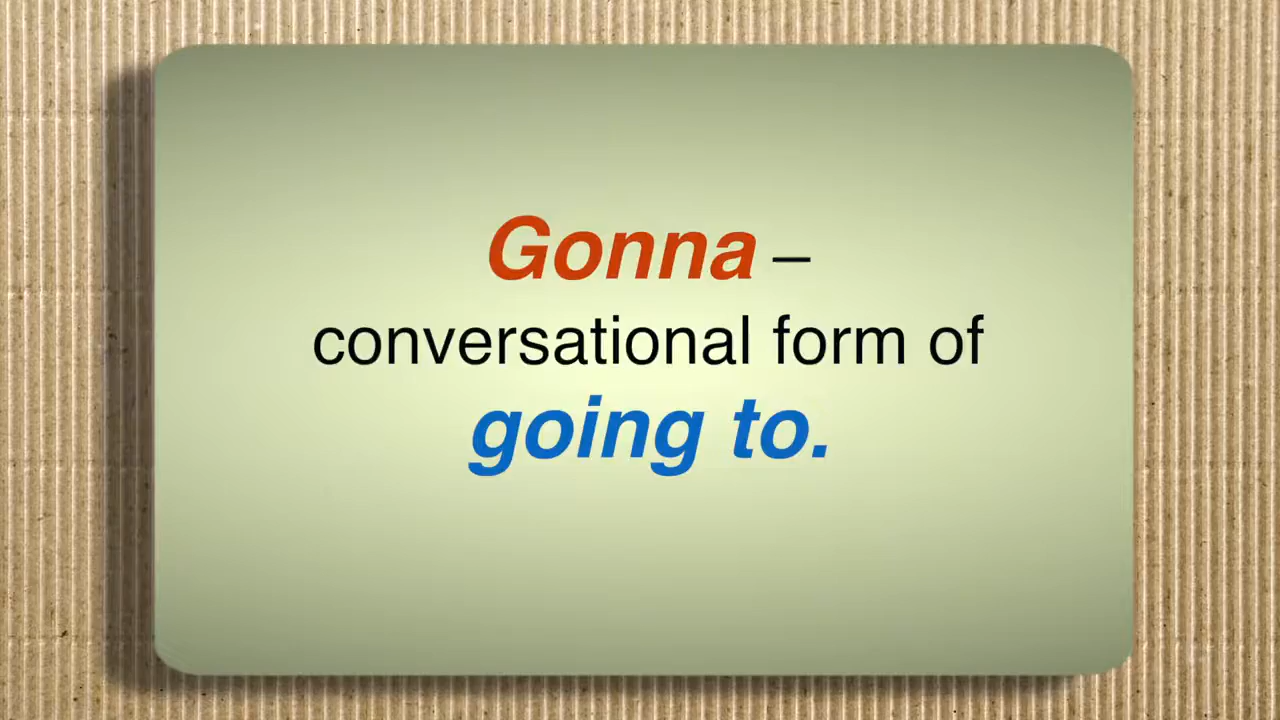 Gonna –
conversational form of
going to.